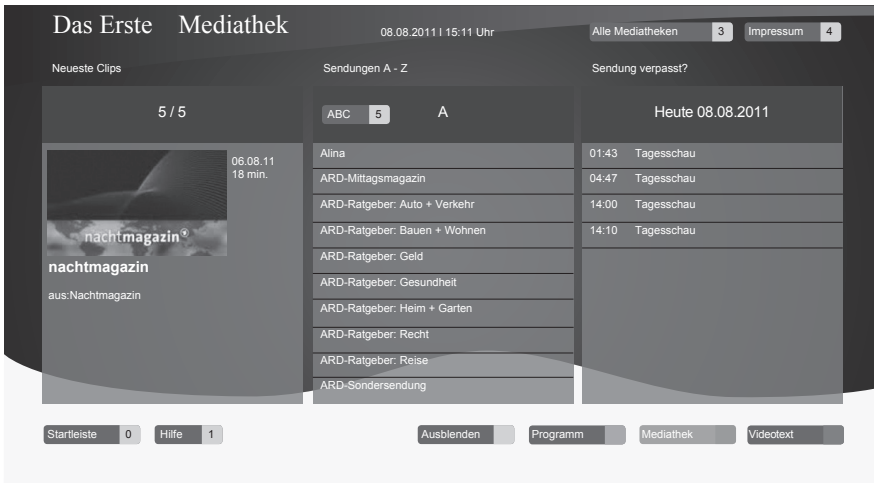 Das Erste Mediathek
08.08.2011 I 15:11 Uhr
Alle Mediatheken 3 Impressum 4
Neueste Clips
Sendungen A - Z
Sendung verpasst?
5 / 5
06.08.11
18 min.
nachtmagazin
nachtmagazin
aus:Nachtmagazin
ABC 5 A
Alina
ARD-Mittagsmagazin
ARD-Ratgeber: Auto + Verkehr
ARD-Ratgeber: Bauen + Wohnen
ARD-Ratgeber: Geld
ARD-Ratgeber: Gesundheit
ARD-Ratgeber: Heim + Garten
ARD-Ratgeber: Recht
ARD-Ratgeber: Reise
ARD-Sondersendung
Heute 08.08.2011
01:43 Tagesschau
04:47 Tagesschau
14:00 Tagesschau
14:10 Tagesschau
Startleiste 0 Hilfe 1
Ausblenden Programm Mediathek Videotext